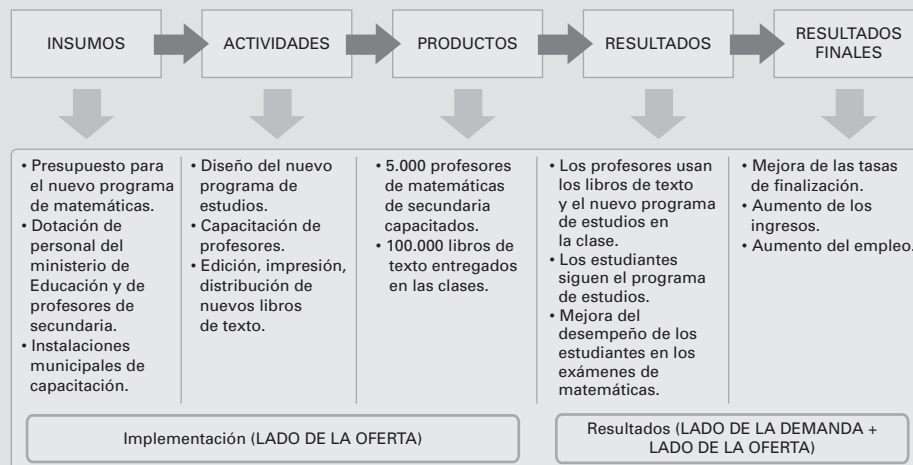 INSUMOS
ACTIVIDADES
PRODUCTOS
RESULTADOS
RESULTADOS
FINALES
• Presupuesto para
el nuevo programa
de matemáticas.
• Dotación de
personal del
ministerio de
Educación y de
profesores de
secundaria.
• Instalaciones
municipales de
capacitación.
• Diseño del nuevo
programa de
estudios.
• Capacitación de
profesores.
• Edición, impresión,
distribución de
nuevos libros
de texto.
• 5.000 profesores
de matemáticas
de secundaria
capacitados.
• 100.000 libros de
texto entregados
en las clases.
• Los profesores usan
los libros de texto
y el nuevo programa
de estudios en
la clase.
• Los estudiantes
siguen el programa
de estudios.
• Mejora del
desempeño de los
estudiantes en los
exámenes de
matemáticas.
• Mejora de las tasas
de finalización.
• Aumento de los
ingresos.
• Aumento del empleo.
Implementación (LADO DE LA OFERTA)
Resultados (LADO DE LA DEMANDA +
LADO DE LA OFERTA)